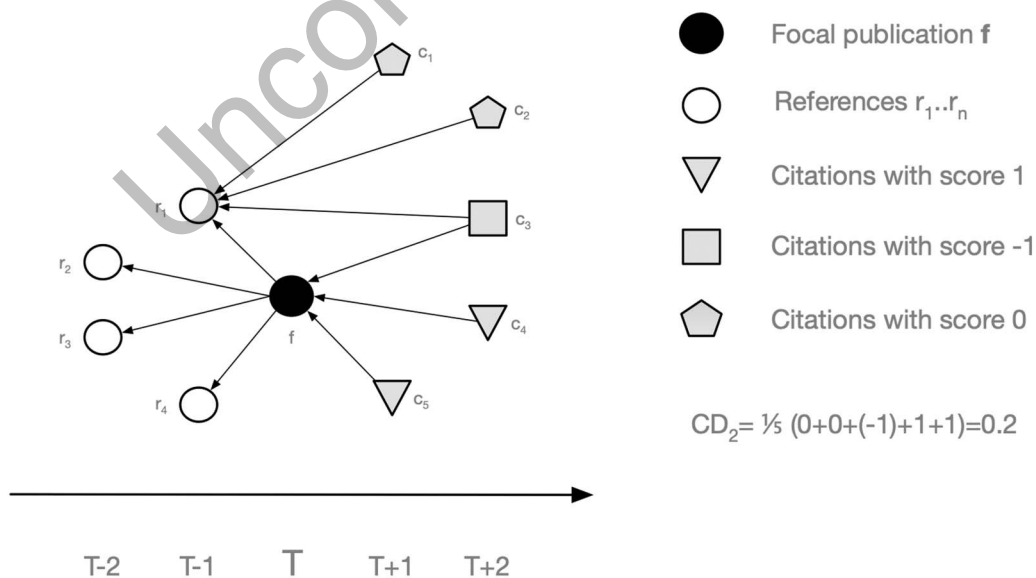 Uncor
c₁
Focal publication f
c₂
References r₁..rₙ
r₁
Citations with score 1
c₃
r₂
Citations with score -1
r₃
f
c₄
Citations with score 0
r₄
c₅
CD₂= ⅕ (0+0+(-1)+1+1)=0.2
T-2
T-1
T
T+1
T+2